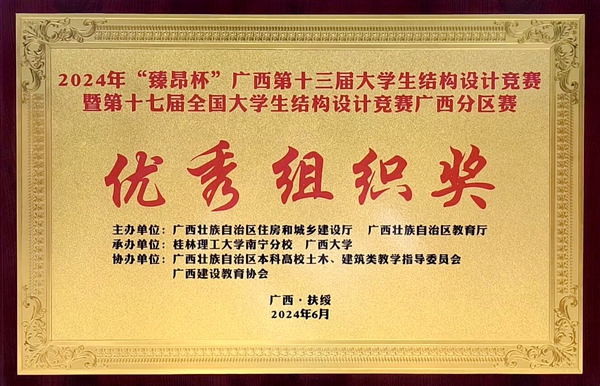 2024年“臻昂杯”广西第十三届大学生结构设计竞赛
暨第十七届全国大学生结构设计竞赛广西分区赛
优秀组织奖
主办单位：广西壮族自治区住房和城乡建设厅 广西壮族自治区教育厅
承办单位：桂林理工大学南宁分校 广西大学
协办单位：广西壮族自治区本科高校土木、建筑类教学指导委员会
广西建设教育协会
广西·扶绥
2024年6月